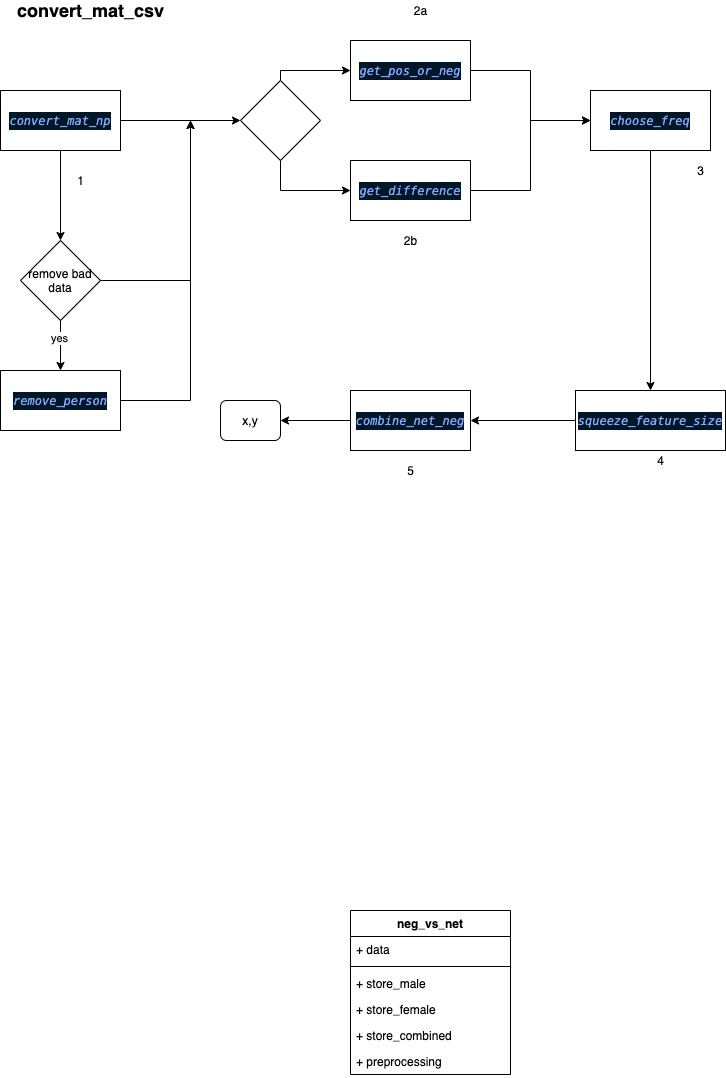 convert_mat_csv
2a
get_pos_or_neg
convert_mat_np
choose_freq
1
3
get_difference
2b
remove bad
data
yes
remove_person
x,y
combine_net_neg
squeeze_feature_size
5
4
neg_vs_net
+ data
+ store_male
+ store_female
+ store_combined
+ preprocessing